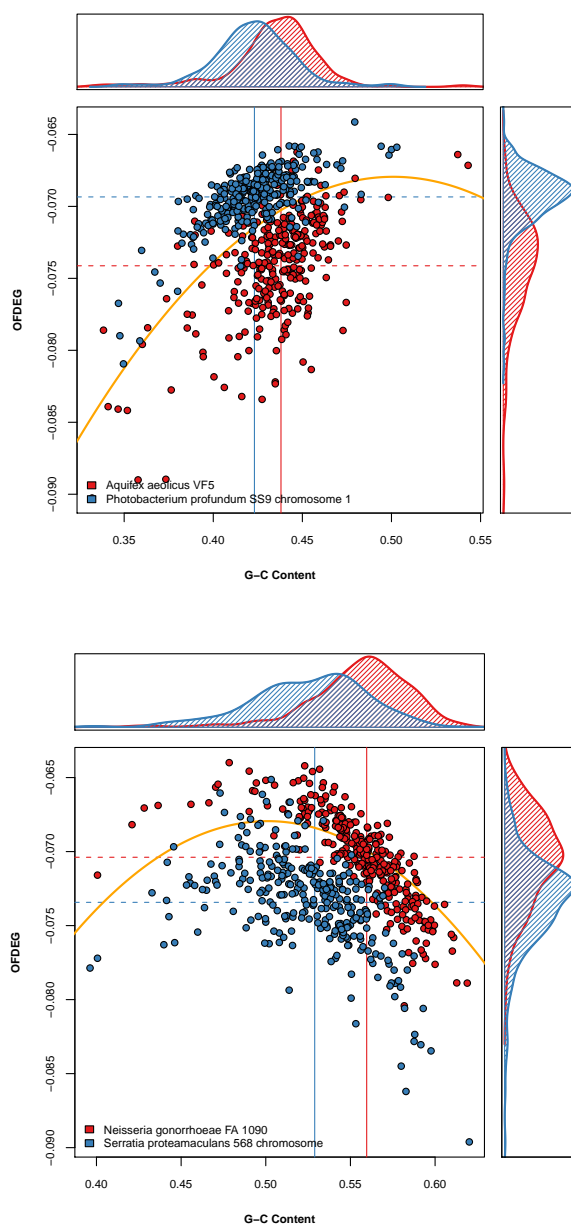 −0.065
−0.070
−0.075
−0.080
−0.085
−0.090
OFDEG
Aquifex aeolicus VF5
Photobacterium profundum SS9 chromosome 1
0.35
0.40
0.45
0.50
0.55
G−C Content
−0.065
−0.070
−0.075
−0.080
−0.085
−0.090
OFDEG
Neisseria gonorrhoeae FA 1090
Serratia proteamaculans 568 chromosome
0.40
0.45
0.50
0.55
0.60
G−C Content